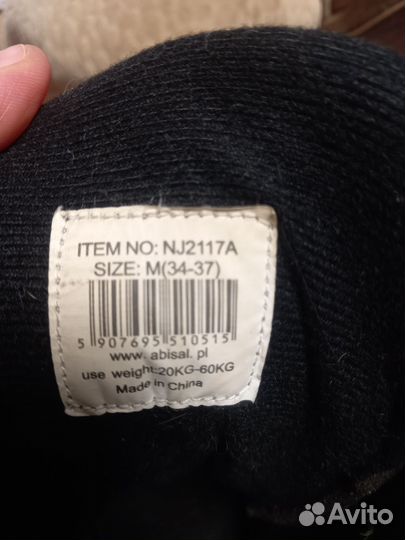 ITEM NO: NJ2117A
SIZE: M(34-37)
5 907695 510515
www.abisal.pl
use weight:20KG-60KG
Made in China
Avito